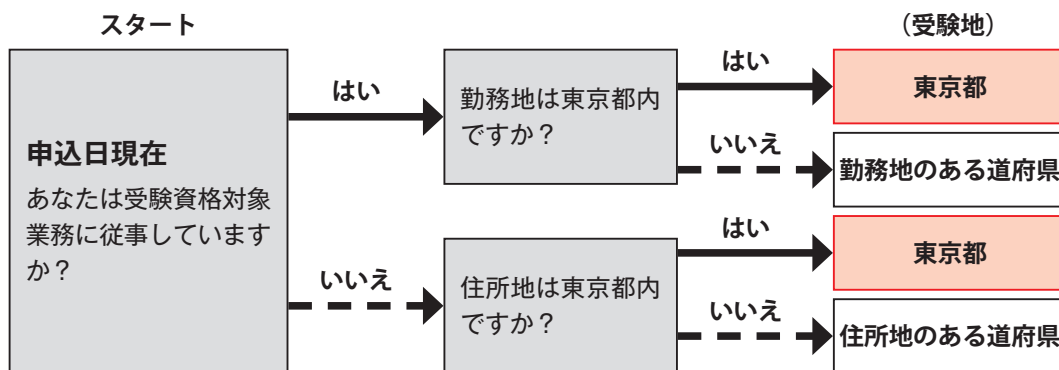 スタート
(受験地)
申込日現在
あなたは受験資格対象
業務に従事しています
か？
はい
勤務地は東京都内
ですか？
はい
東京都
いいえ
勤務地のある道府県
いいえ
住所地は東京都内
ですか？
はい
東京都
いいえ
住所地のある道府県